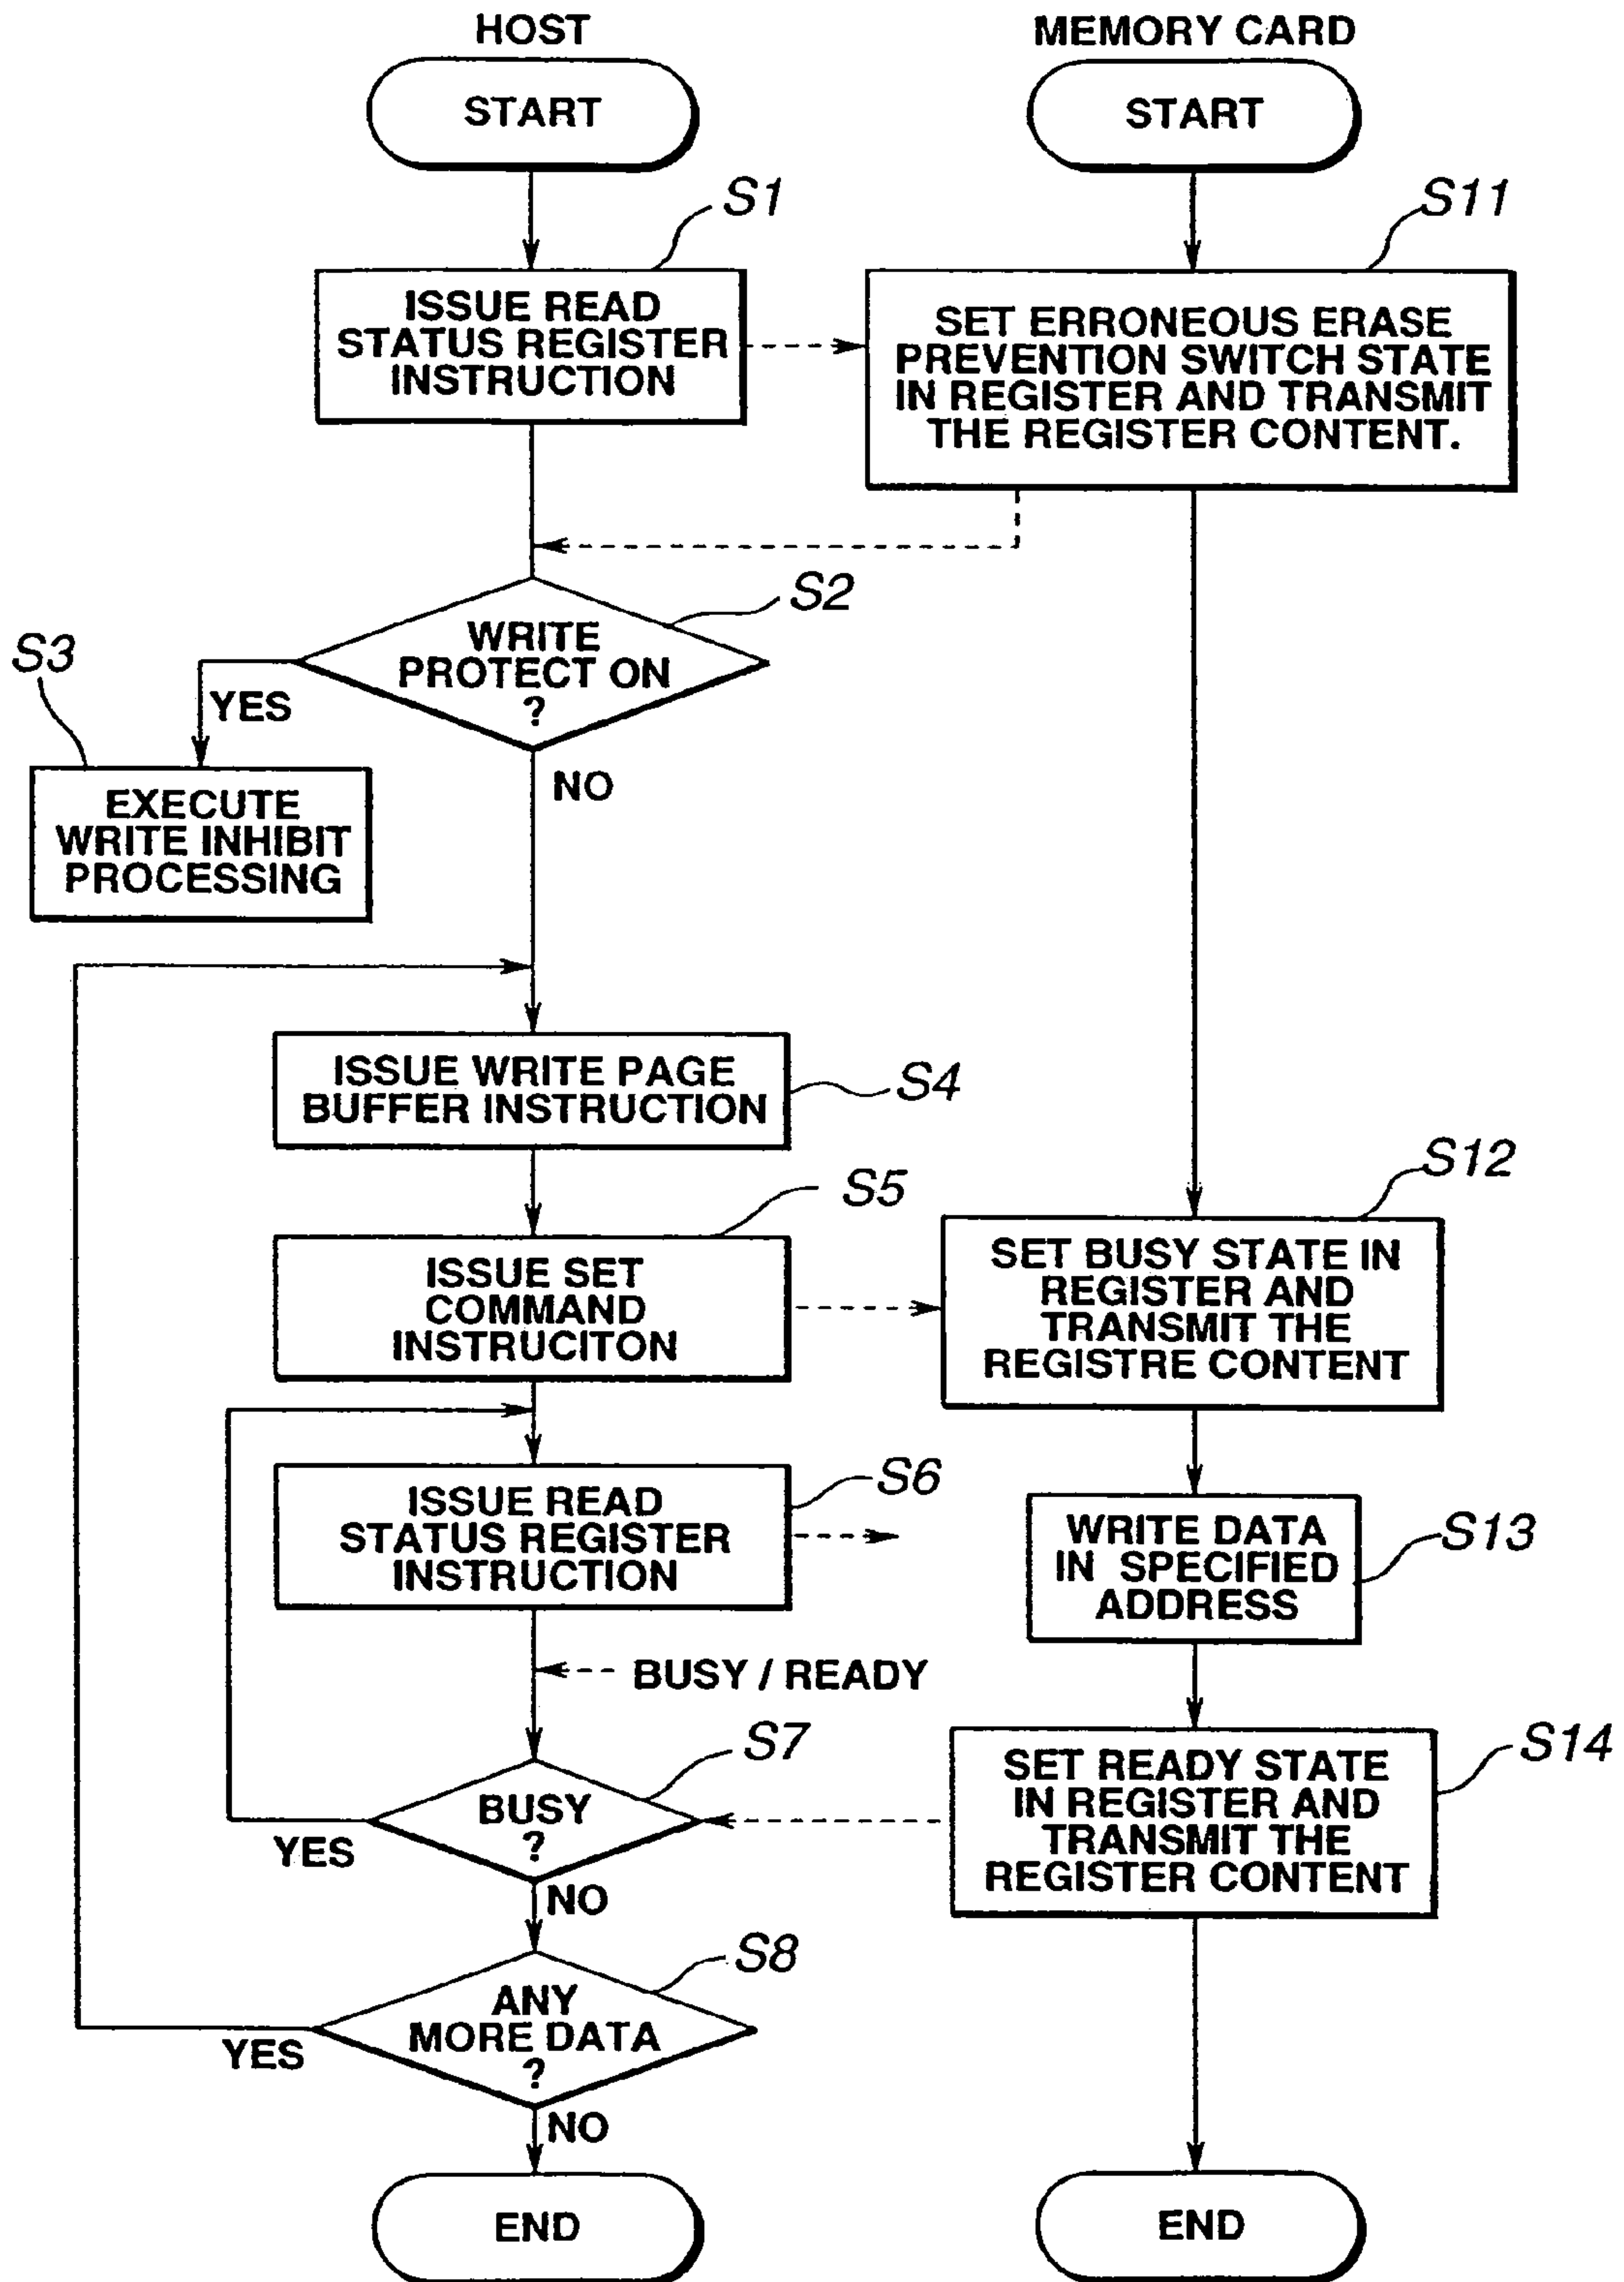 HOST
MEMORY CARD
START
START
S1
S11
ISSUE READ
STATUS REGISTER
INSTRUCTION
SET ERRONEOUS ERASE
PREVENTION SWITCH STATE
IN REGISTER AND TRANSMIT
THE REGISTER CONTENT.
S2
WRITE
PROTECT ON
?
S3
YES
NO
EXECUTE
WRITE INHIBIT
PROCESSING
ISSUE WRITE PAGE
BUFFER INSTRUCTION
S4
S5
S12
ISSUE SET
COMMAND
INSTRUCITON
SET BUSY STATE IN
REGISTER AND
TRANSMIT THE
REGISTRE CONTENT
S6
ISSUE READ
STATUS REGISTER
INSTRUCTION
WRITE DATA
IN SPECIFIED
ADDRESS
S13
BUSY / READY
S7
S14
BUSY
?
YES
NO
SET READY STATE
IN REGISTER AND
TRANSMIT THE
REGISTER CONTENT
S8
ANY
MORE DATA
?
YES
NO
END
END